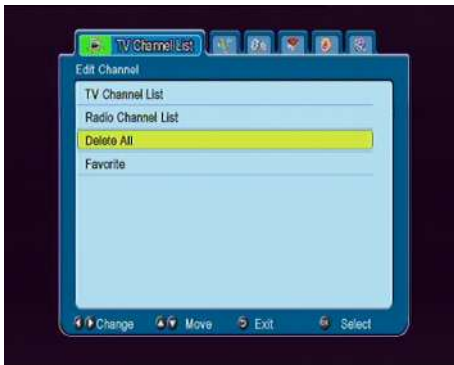 TV Channel List
Edit Channel
TV Channel List
Radio Channel List
Delete All
Favorite
Change Move Exit Select